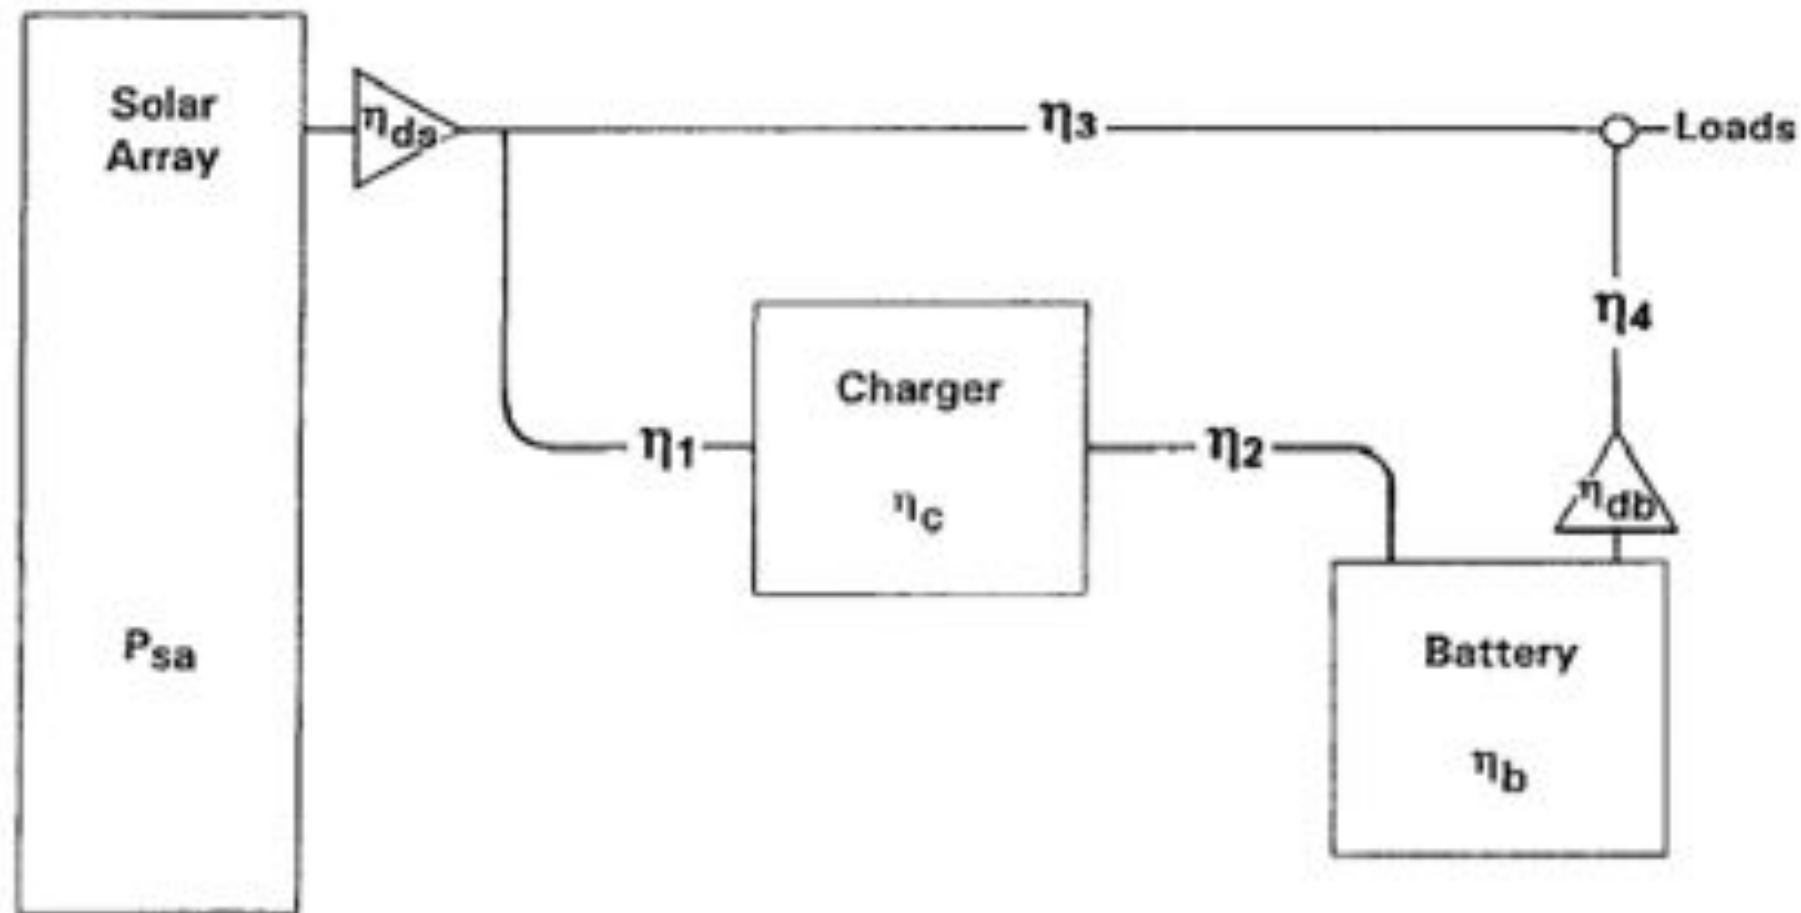 Solar
Array
ηds
η3
Loads
η4
Charger
η1
η2
ηc
ηdb
Psa
Battery
ηb